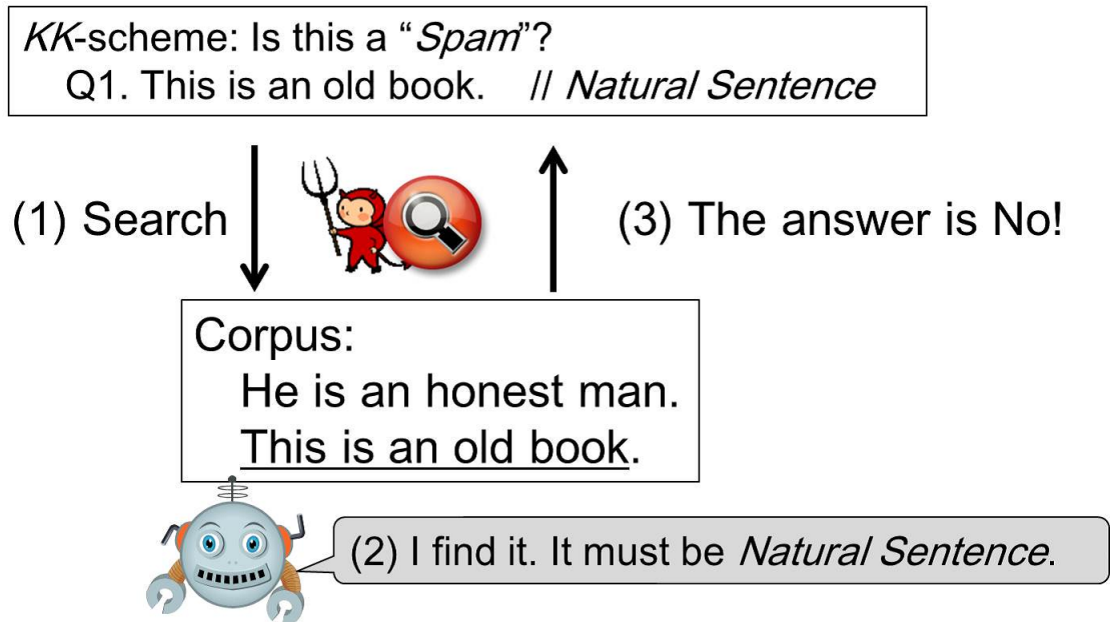 KK-scheme: Is this a “Spam”?
Q1. This is an old book. // Natural Sentence
(1) Search
(3) The answer is No!
Corpus:
He is an honest man.
This is an old book.
(2) I find it. It must be Natural Sentence.